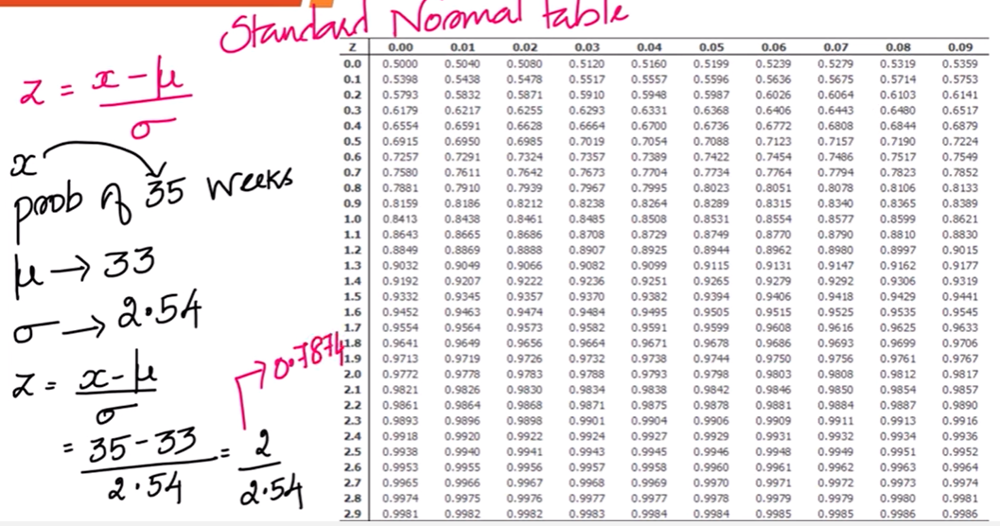 Standard Normal table
z = x - μ / σ
x
prob of 35 weeks
μ → 33
σ → 2.54
z = x - μ / σ
= 35 - 33 / 2.54 = 2 / 2.54 → 0.7874
Z 0.00 0.01 0.02 0.03 0.04 0.05 0.06 0.07 0.08 0.09
0.0 0.5000 0.5040 0.5080 0.5120 0.5160 0.5199 0.5239 0.5279 0.5319 0.5359
0.1 0.5398 0.5438 0.5478 0.5517 0.5557 0.5596 0.5636 0.5675 0.5714 0.5753
0.2 0.5793 0.5832 0.5871 0.5910 0.5948 0.5987 0.6026 0.6064 0.6103 0.6141
0.3 0.6179 0.6217 0.6255 0.6293 0.6331 0.6368 0.6406 0.6443 0.6480 0.6517
0.4 0.6554 0.6591 0.6628 0.6664 0.6700 0.6736 0.6772 0.6808 0.6844 0.6879
0.5 0.6915 0.6950 0.6985 0.7019 0.7054 0.7088 0.7123 0.7157 0.7190 0.7224
0.6 0.7257 0.7291 0.7324 0.7357 0.7389 0.7422 0.7454 0.7486 0.7517 0.7549
0.7 0.7580 0.7611 0.7642 0.7673 0.7704 0.7734 0.7764 0.7794 0.7823 0.7852
0.8 0.7881 0.7910 0.7939 0.7967 0.7995 0.8023 0.8051 0.8078 0.8106 0.8133
0.9 0.8159 0.8186 0.8212 0.8238 0.8264 0.8289 0.8315 0.8340 0.8365 0.8389
1.0 0.8413 0.8438 0.8461 0.8485 0.8508 0.8531 0.8554 0.8577 0.8599 0.8621
1.1 0.8643 0.8665 0.8686 0.8708 0.8729 0.8749 0.8770 0.8790 0.8810 0.8830
1.2 0.8849 0.8869 0.8888 0.8907 0.8925 0.8944 0.8962 0.8980 0.8997 0.9015
1.3 0.9032 0.9049 0.9066 0.9082 0.9099 0.9115 0.9131 0.9147 0.9162 0.9177
1.4 0.9192 0.9207 0.9222 0.9236 0.9251 0.9265 0.9279 0.9292 0.9306 0.9319
1.5 0.9332 0.9345 0.9357 0.9370 0.9382 0.9394 0.9406 0.9418 0.9429 0.9441
1.6 0.9452 0.9463 0.9474 0.9484 0.9495 0.9505 0.9515 0.9525 0.9535 0.9545
1.7 0.9554 0.9564 0.9573 0.9582 0.9591 0.9599 0.9608 0.9616 0.9625 0.9633
1.8 0.9641 0.9649 0.9656 0.9664 0.9671 0.9678 0.9686 0.9693 0.9699 0.9706
1.9 0.9713 0.9719 0.9726 0.9732 0.9738 0.9744 0.9750 0.9756 0.9761 0.9767
2.0 0.9772 0.9778 0.9783 0.9788 0.9793 0.9798 0.9803 0.9808 0.9812 0.9817
2.1 0.9821 0.9826 0.9830 0.9834 0.9838 0.9842 0.9846 0.9850 0.9854 0.9857
2.2 0.9861 0.9864 0.9868 0.9871 0.9875 0.9878 0.9881 0.9884 0.9887 0.9890
2.3 0.9893 0.9896 0.9898 0.9901 0.9904 0.9906 0.9909 0.9911 0.9913 0.9916
2.4 0.9918 0.9920 0.9922 0.9924 0.9927 0.9929 0.9931 0.9932 0.9934 0.9936
2.5 0.9938 0.9940 0.9941 0.9943 0.9945 0.9946 0.9948 0.9949 0.9951 0.9952
2.6 0.9953 0.9955 0.9956 0.9957 0.9958 0.9960 0.9961 0.9962 0.9963 0.9964
2.7 0.9965 0.9966 0.9967 0.9968 0.9969 0.9970 0.9971 0.9972 0.9973 0.9974
2.8 0.9974 0.9975 0.9976 0.9977 0.9977 0.9978 0.9979 0.9979 0.9980 0.9981
2.9 0.9981 0.9982 0.9982 0.9983 0.9984 0.9984 0.9985 0.9985 0.9986 0.9986